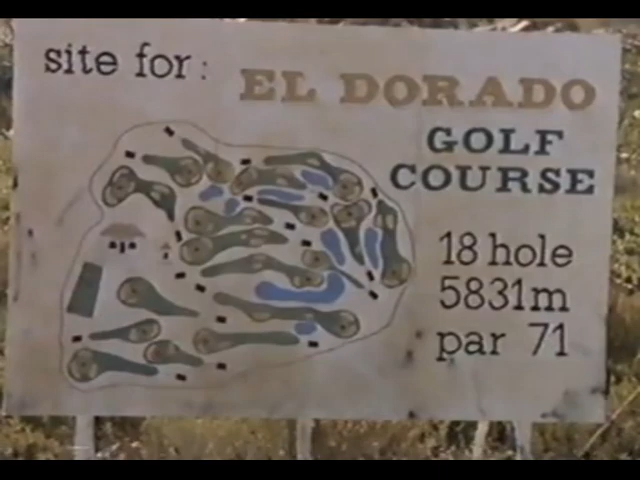 site for: EL DORADO
GOLF
COURSE
18 hole
5831m
par 71